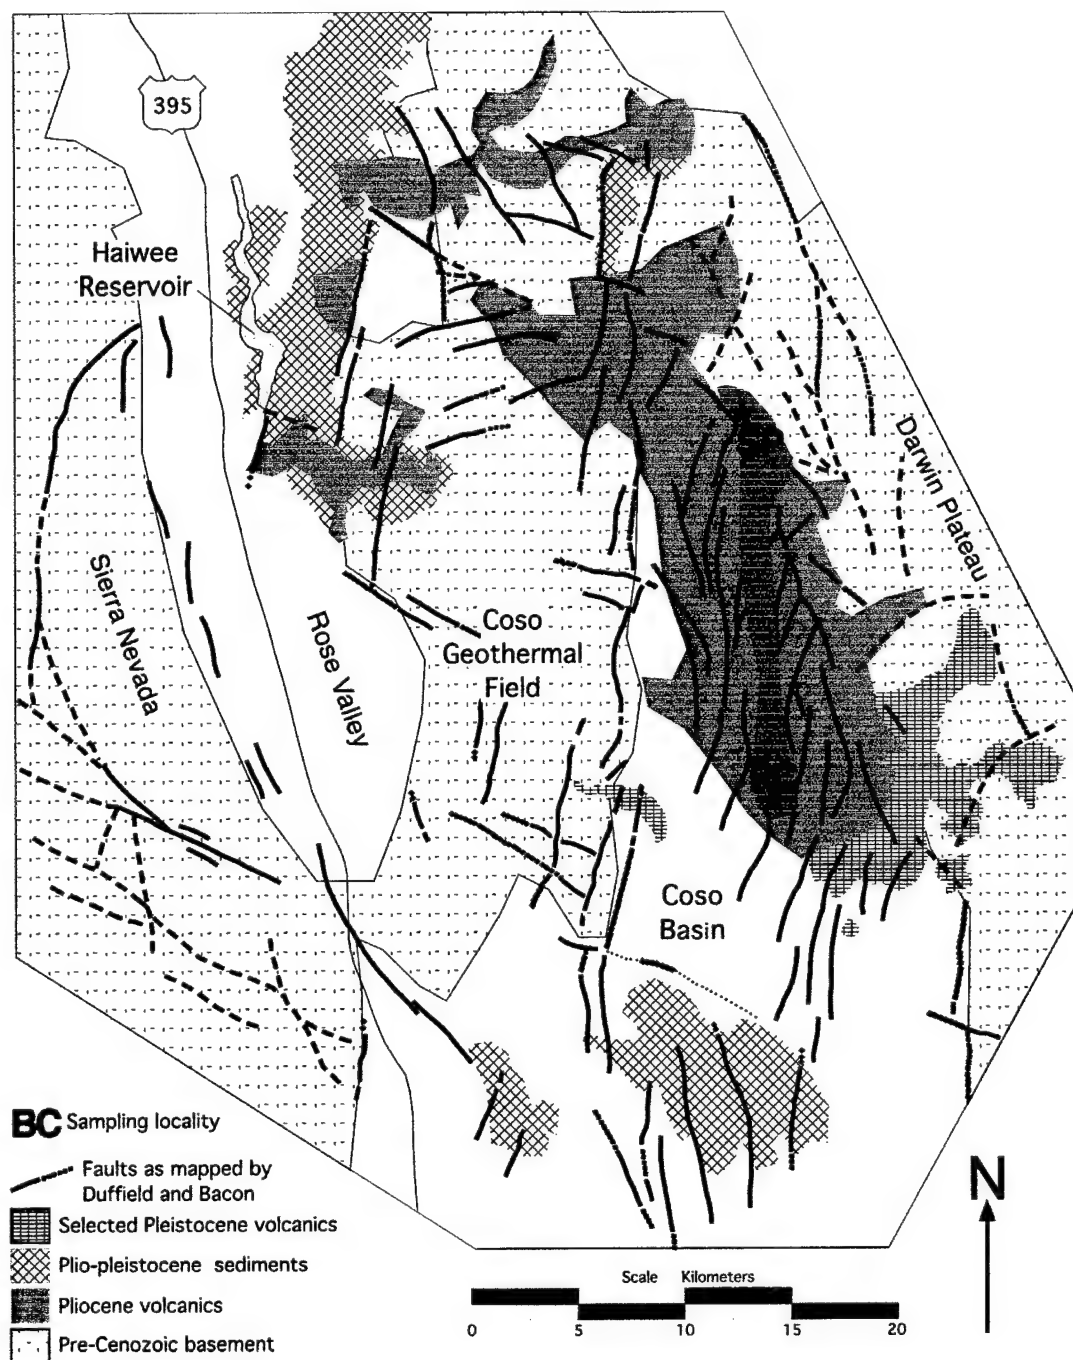 395
Haiwee
Reservoir
Darwin Plateau
Sierra Nevada
Rose Valley
Coso
Geothermal
Field
Coso
Basin
BC Sampling locality
Faults as mapped by
Duffield and Bacon
Selected Pleistocene volcanics
Plio-pleistocene sediments
Pliocene volcanics
Pre-Cenozoic basement
N
Scale Kilometers
0 5 10 15 20